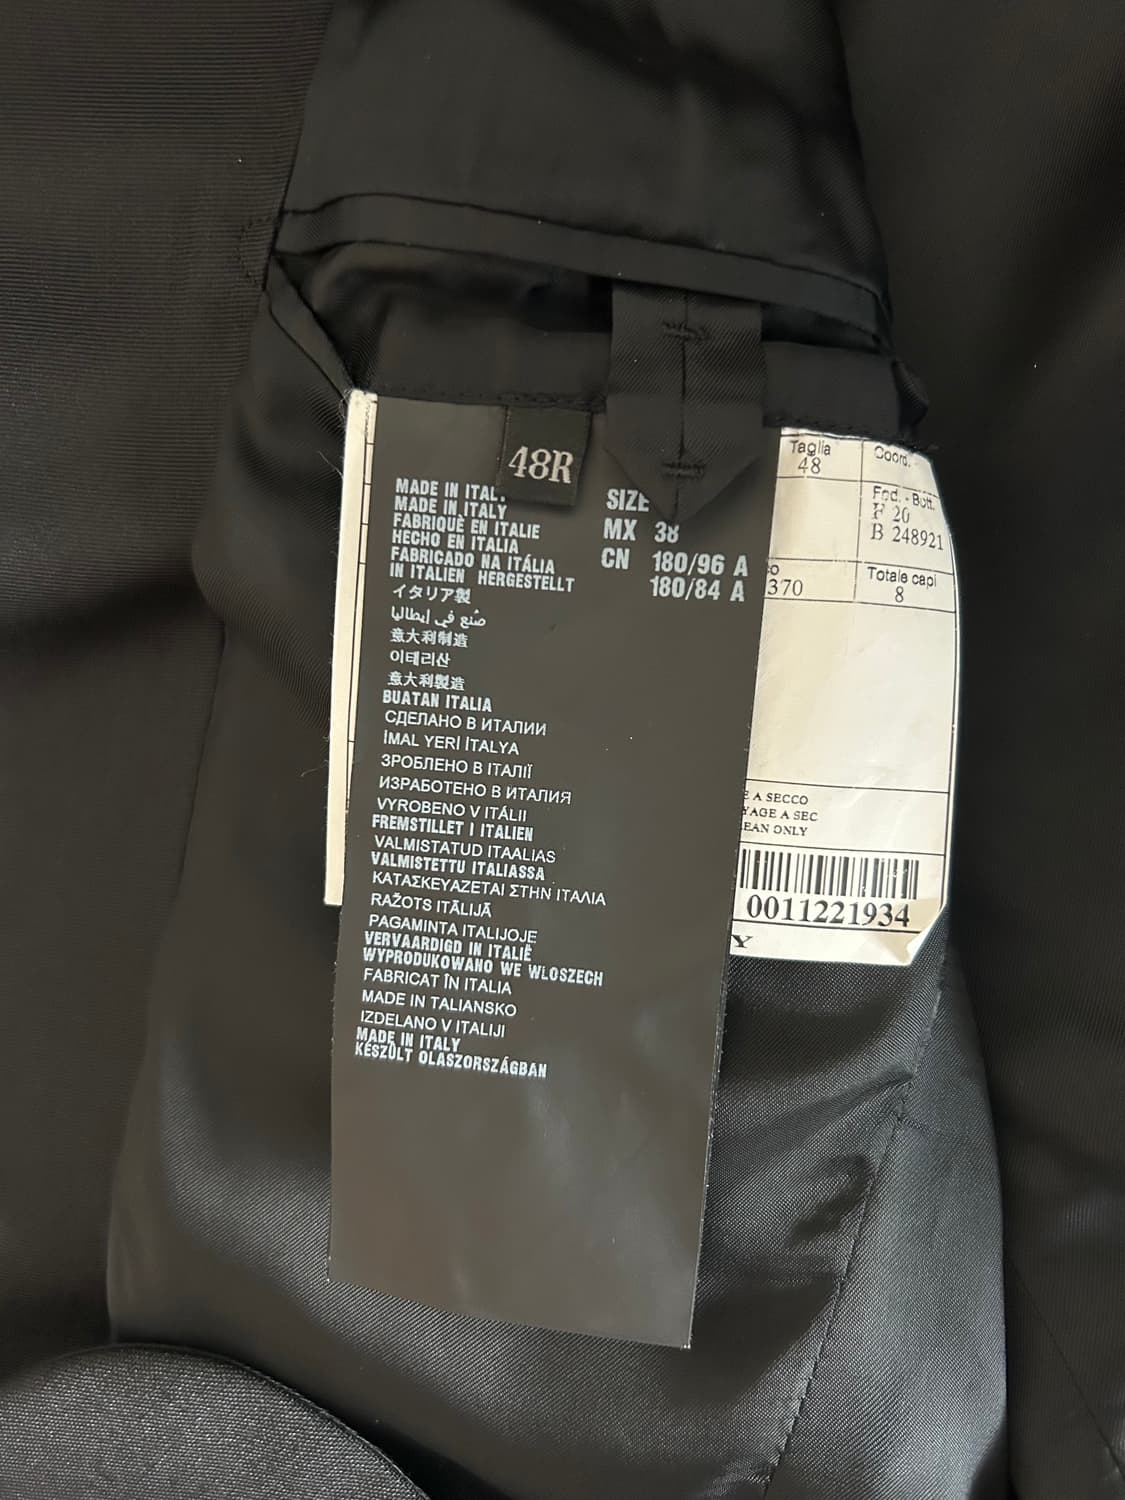 48R
MADE IN ITALY
MADE IN ITALY
FABRIQUÈ EN ITALIE
HECHO EN ITALIA
FABRICADO NA ITÁLIA
IN ITALIEN HERGESTELLT
イタリア製
صنع في إيطاليا
意大利制造
이테리산
意大利製造
BUATAN ITALIA
СДЕЛАНО В ИТАЛИИ
İMAL YERİ İTALYA
ЗРОБЛЕНО В ІТАЛІЇ
ИЗРАБОТЕНО В ИТАЛИЯ
VYROBENO V ITÁLII
FREMSTILLET I ITALIEN
VALMISTATUD ITAALIAS
VALMISTETTU ITALIASSA
ΚΑΤΑΣΚΕΥΑΖΕΤΑΙ ΣΤΗΝ ΙΤΑΛΙΑ
RAŽOTS ITĀLIJĀ
PAGAMINTA ITALIJOJE
VERVAARDIGD IN ITALIË
WYPRODUKOWANO WE WLOSZECH
FABRICAT ÎN ITALIA
MADE IN TALIANSKO
IZDELANO V ITALIJI
MADE IN ITALY
KÉSZÜLT OLASZORSZÁGBAN
SIZE
MX 38
CN 180/96 A
180/84 A
Taglia
48
Coord.
Fod. - Bott.
F 20
B 248921
370
Totale capi
8
E A SECCO
YAGE A SEC
EAN ONLY
0011221934
Y